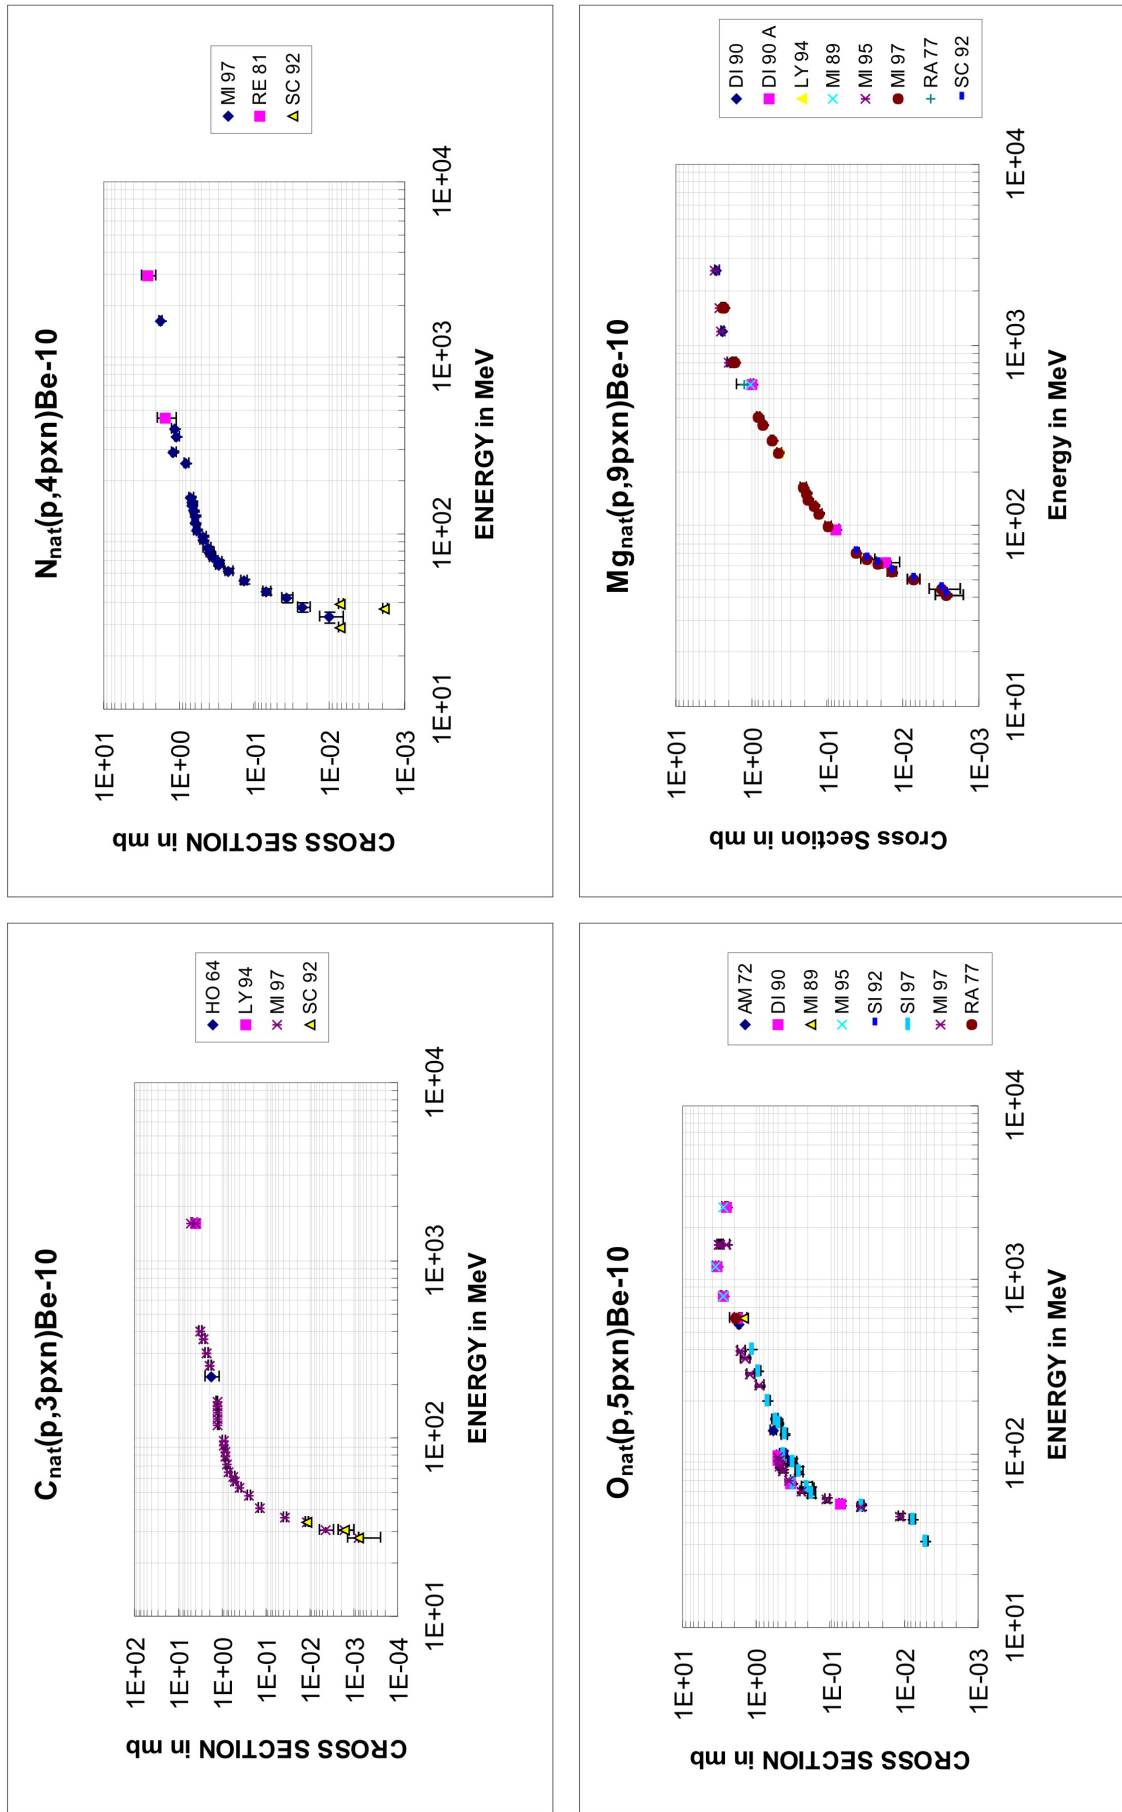 C_nat(p,3pxn)Be-10
CROSS SECTION in mb
1E+02
1E+01
1E+00
1E-01
1E-02
1E-03
1E-04
1E+01
1E+02
1E+03
1E+04
ENERGY in MeV
HO 64
LY 94
MI 97
SC 92
N_nat(p,4pxn)Be-10
CROSS SECTION in mb
1E+01
1E+00
1E-01
1E-02
1E-03
1E+01
1E+02
1E+03
1E+04
ENERGY in MeV
MI 97
RE 81
SC 92
O_nat(p,5pxn)Be-10
CROSS SECTION in mb
1E+01
1E+00
1E-01
1E-02
1E-03
1E+01
1E+02
1E+03
1E+04
ENERGY in MeV
AM 72
DI 90
MI 89
MI 95
SI 92
SI 97
MI 97
RA 77
Mg_nat(p,9pxn)Be-10
Cross Section in mb
1E+01
1E+00
1E-01
1E-02
1E-03
1E+01
1E+02
1E+03
1E+04
Energy in MeV
DI 90
DI 90 A
LY 94
MI 89
MI 95
MI 97
RA 77
SC 92